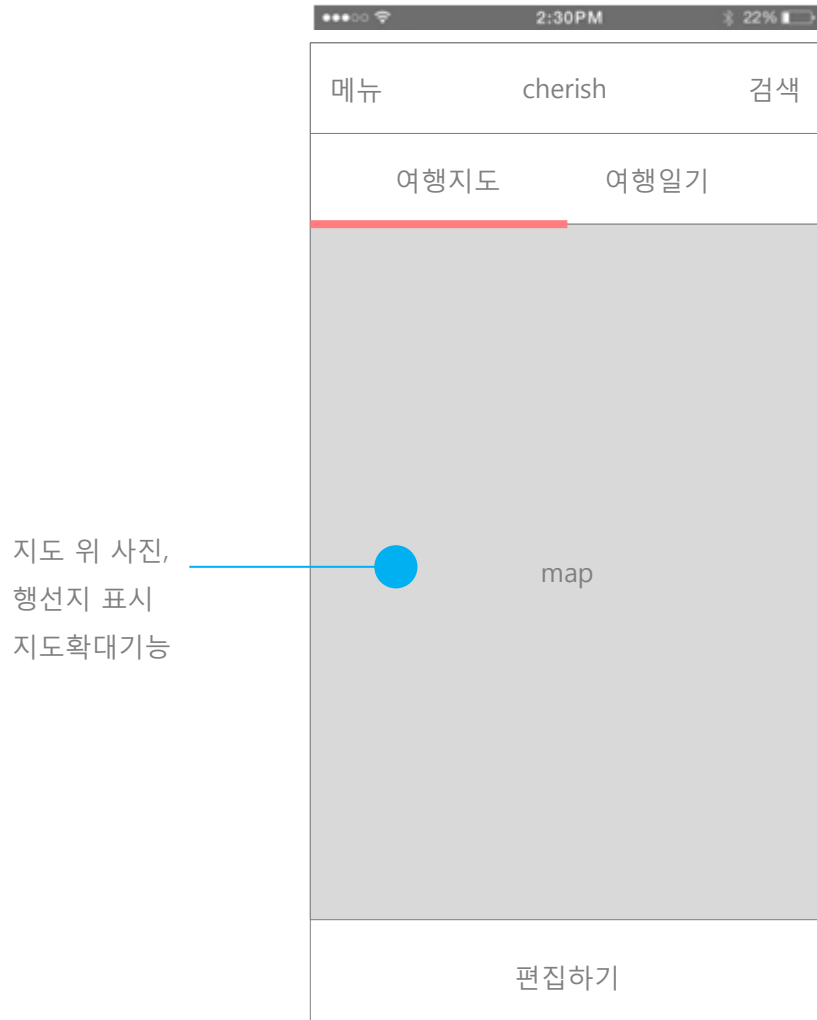 2:30PM 22%
메뉴 cherish 검색
여행지도 여행일기
지도 위 사진,
행선지 표시
지도확대기능
map
편집하기